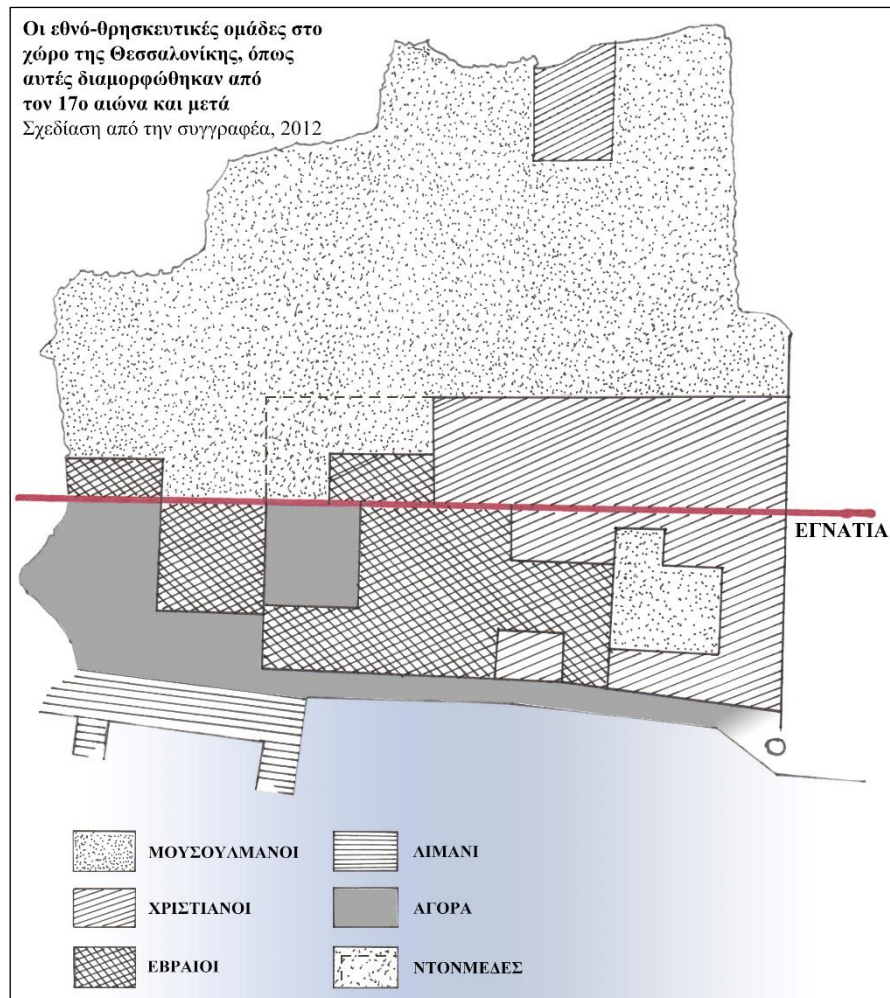 Οι εθνό-θρησκευτικές ομάδες στο
χώρο της Θεσσαλονίκης, όπως
αυτές διαμορφώθηκαν από
τον 17ο αιώνα και μετά
Σχεδίαση από την συγγραφέα, 2012
ΕΓΝΑΤΙΑ
ΜΟΥΣΟΥΛΜΑΝΟΙ
ΧΡΙΣΤΙΑΝΟΙ
ΕΒΡΑΙΟΙ
ΛΙΜΑΝΙ
ΑΓΟΡΑ
ΝΤΟΝΜΕΔΕΣ